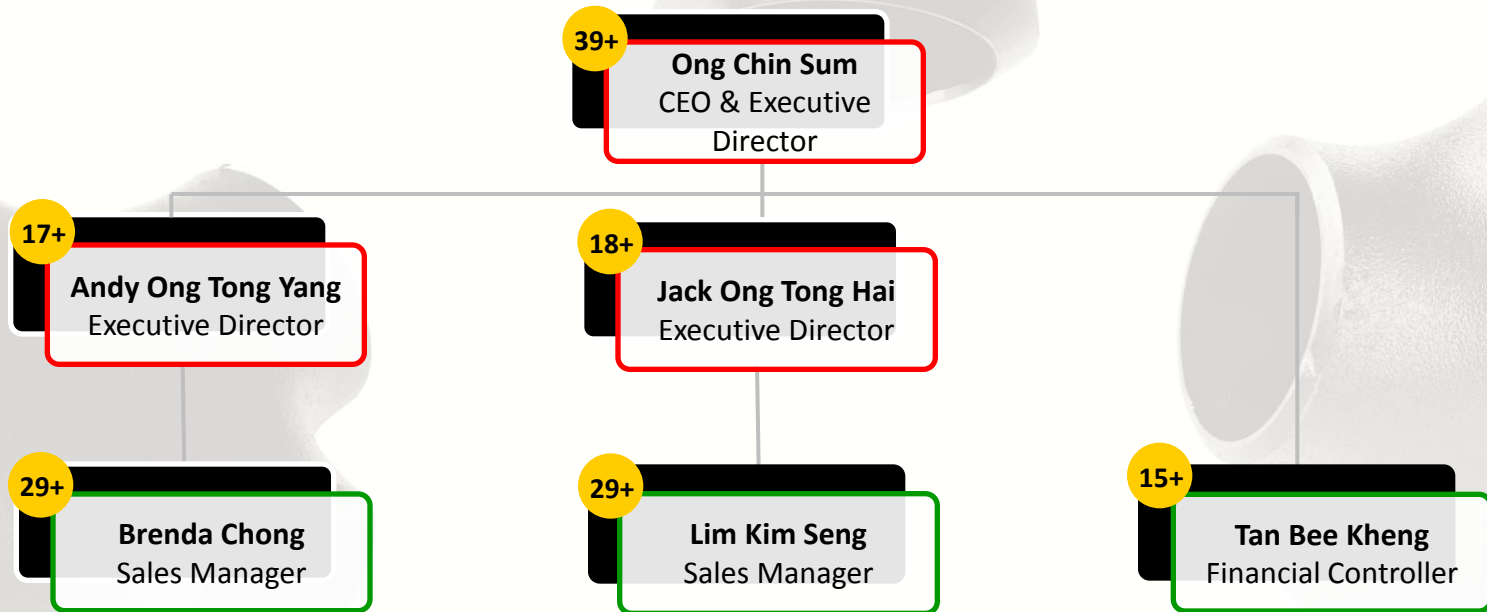 39+
Ong Chin Sum
CEO & Executive
Director
17+
Andy Ong Tong Yang
Executive Director
18+
Jack Ong Tong Hai
Executive Director
29+
Brenda Chong
Sales Manager
29+
Lim Kim Seng
Sales Manager
15+
Tan Bee Kheng
Financial Controller